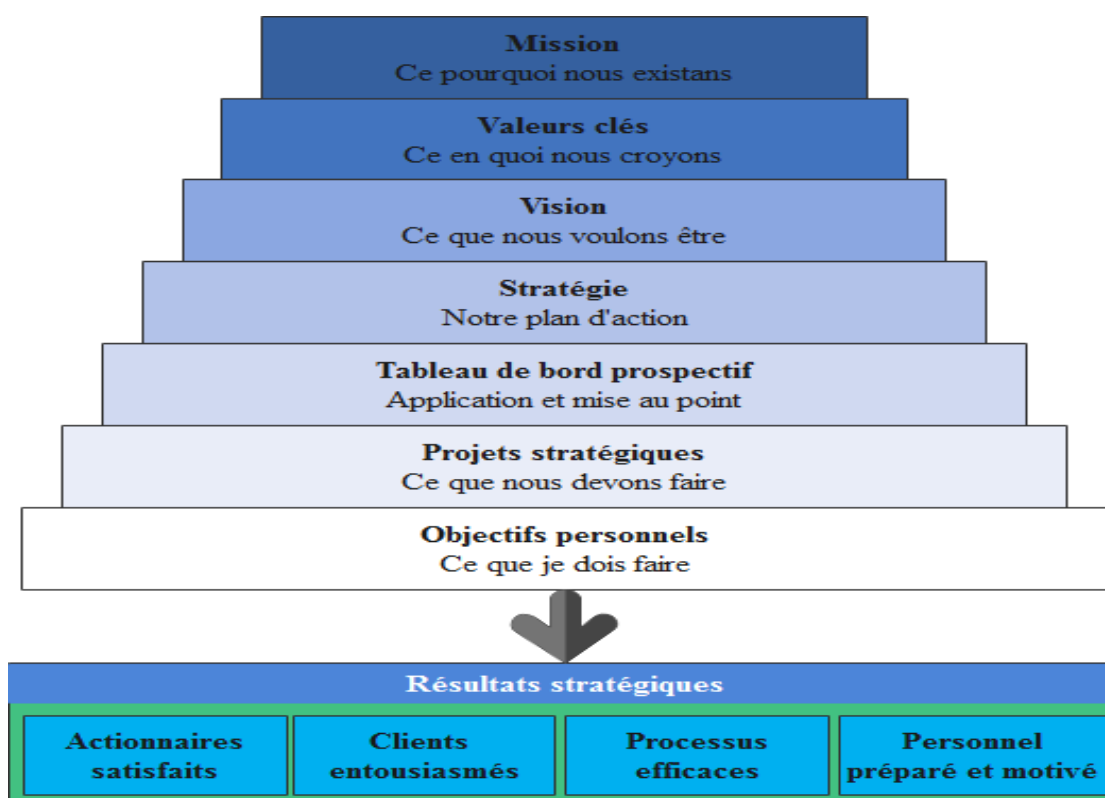 Mission
Ce pourquoi nous existans
Valeurs clés
Ce en quoi nous croyons
Vision
Ce que nous voulons être
Stratégie
Notre plan d'action
Tableau de bord prospectif
Application et mise au point
Projets stratégiques
Ce que nous devons faire
Objectifs personnels
Ce que je dois faire
Résultats stratégiques
Actionnaires
satisfaits
Clients
entousiasmés
Processus
efficaces
Personnel
préparé et motivé